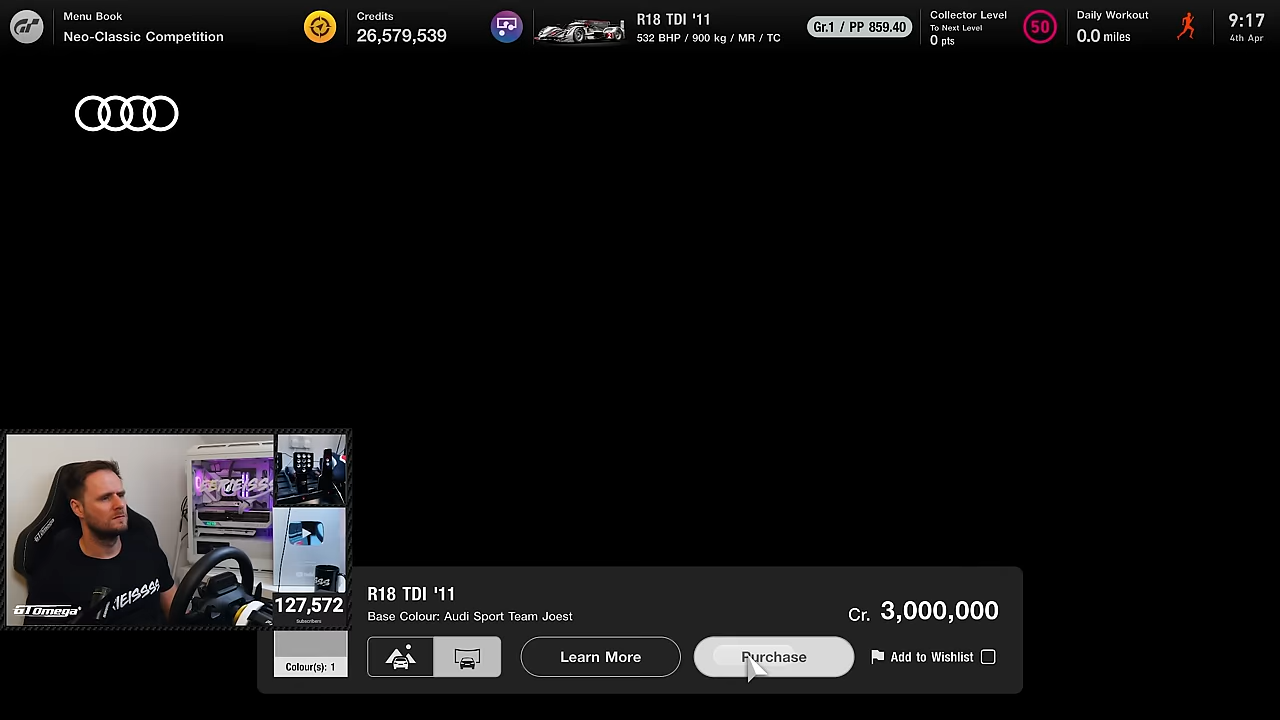 Menu Book
Neo-Classic Competition
Credits
26,579,539
R18 TDI '11
532 BHP / 900 kg / MR / TC
Gr.1 / PP 859.40
Collector Level
To Next Level
0 pts
50
Daily Workout
0.0 miles
9:17
4th Apr
GT Omega
127,572
Subscribers
R18 TDI '11
Base Colour: Audi Sport Team Joest
Cr. 3,000,000
Colour(s): 1
Learn More
Purchase
Add to Wishlist